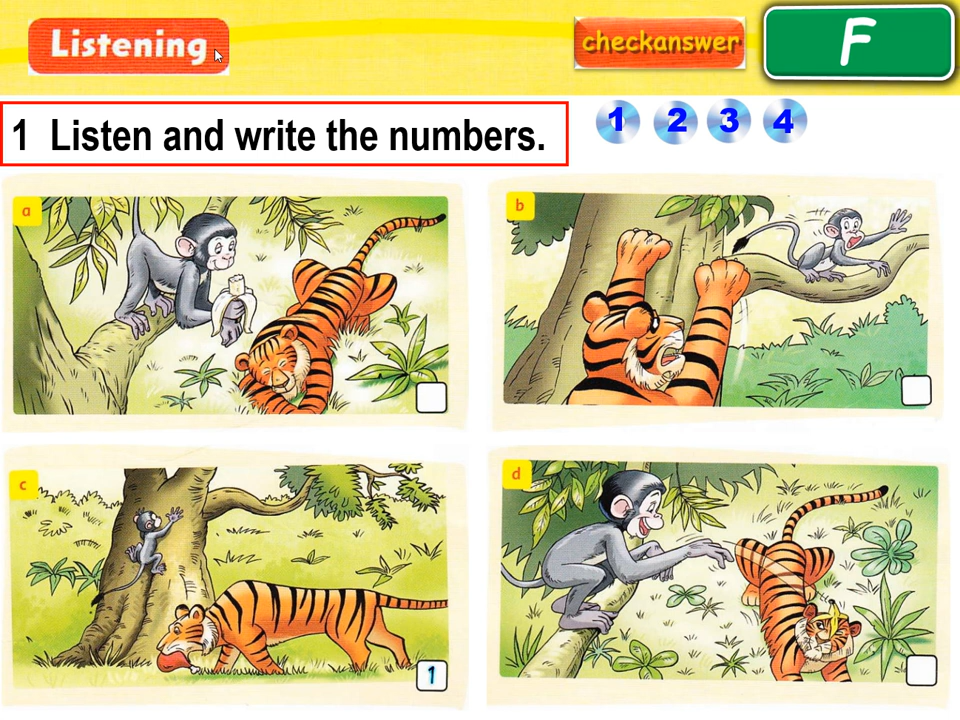 Listening
checkanswer
F
1 Listen and write the numbers.
1 2 3 4
a
b
c
d
1